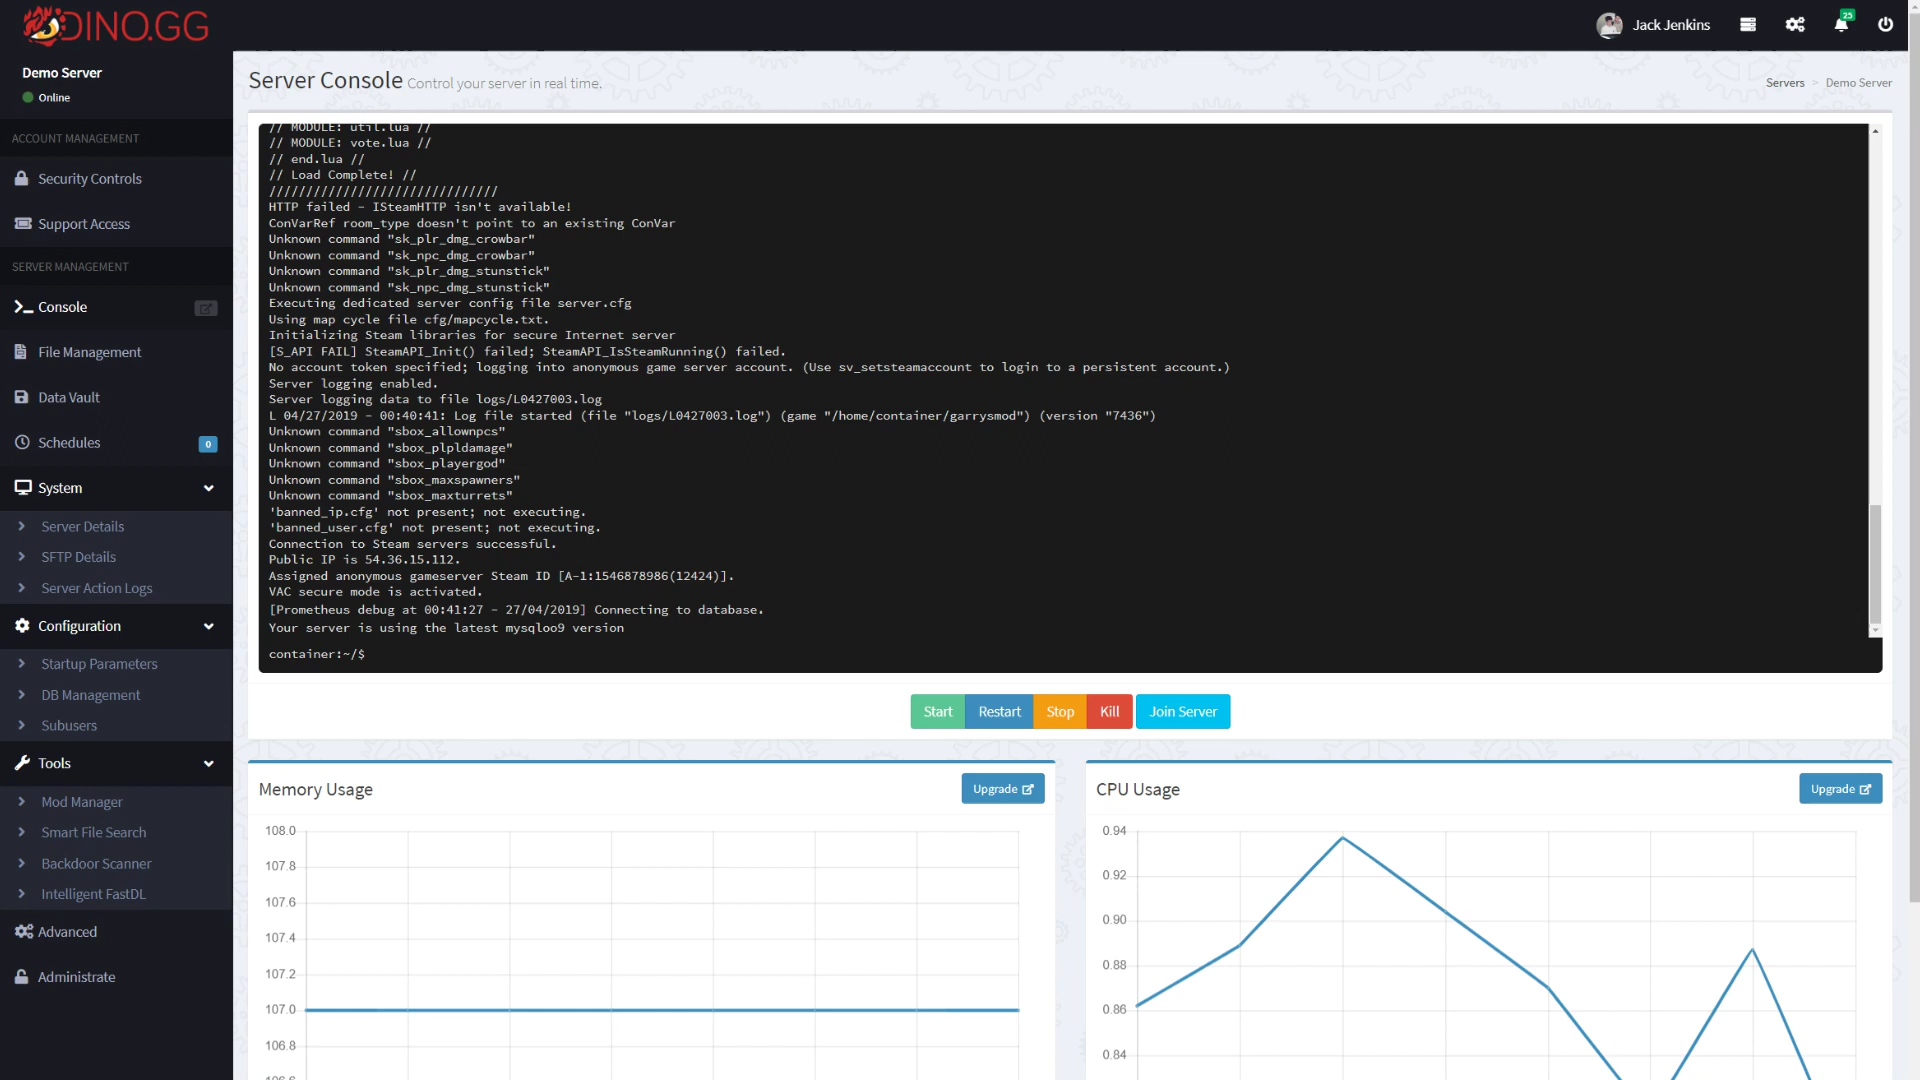 DINO.GG
Jack Jenkins
25
Demo Server
Online
ACCOUNT MANAGEMENT
Security Controls
Support Access
SERVER MANAGEMENT
Console
File Management
Data Vault
Schedules
0
System
Server Details
SFTP Details
Server Action Logs
Configuration
Startup Parameters
DB Management
Subusers
Tools
Mod Manager
Smart File Search
Backdoor Scanner
Intelligent FastDL
Advanced
Administrate
Server Console Control your server in real time.
Servers > Demo Server
// MODULE: util.lua //
// MODULE: vote.lua //
// end.lua //
// Load Complete! //
///////////////////////////////
HTTP failed - ISteamHTTP isn't available!
ConVarRef room_type doesn't point to an existing ConVar
Unknown command "sk_plr_dmg_crowbar"
Unknown command "sk_npc_dmg_crowbar"
Unknown command "sk_plr_dmg_stunstick"
Unknown command "sk_npc_dmg_stunstick"
Executing dedicated server config file server.cfg
Using map cycle file cfg/mapcycle.txt.
Initializing Steam libraries for secure Internet server
[S_API FAIL] SteamAPI_Init() failed; SteamAPI_IsSteamRunning() failed.
No account token specified; logging into anonymous game server account. (Use sv_setsteamaccount to login to a persistent account.)
Server logging enabled.
Server logging data to file logs/L0427003.log
L 04/27/2019 - 00:40:41: Log file started (file "logs/L0427003.log") (game "/home/container/garrysmod") (version "7436")
Unknown command "sbox_allownpcs"
Unknown command "sbox_plpldamage"
Unknown command "sbox_playergod"
Unknown command "sbox_maxspawners"
Unknown command "sbox_maxturrets"
'banned_ip.cfg' not present; not executing.
'banned_user.cfg' not present; not executing.
Connection to Steam servers successful.
Public IP is 54.36.15.112.
Assigned anonymous gameserver Steam ID [A-1:1546878986(12424)].
VAC secure mode is activated.
[Prometheus debug at 00:41:27 - 27/04/2019] Connecting to database.
Your server is using the latest mysqloo9 version
container:~/$
Start
Restart
Stop
Kill
Join Server
Memory Usage
Upgrade
108.0
107.8
107.6
107.4
107.2
107.0
106.8
106.6
CPU Usage
Upgrade
0.94
0.92
0.90
0.88
0.86
0.84